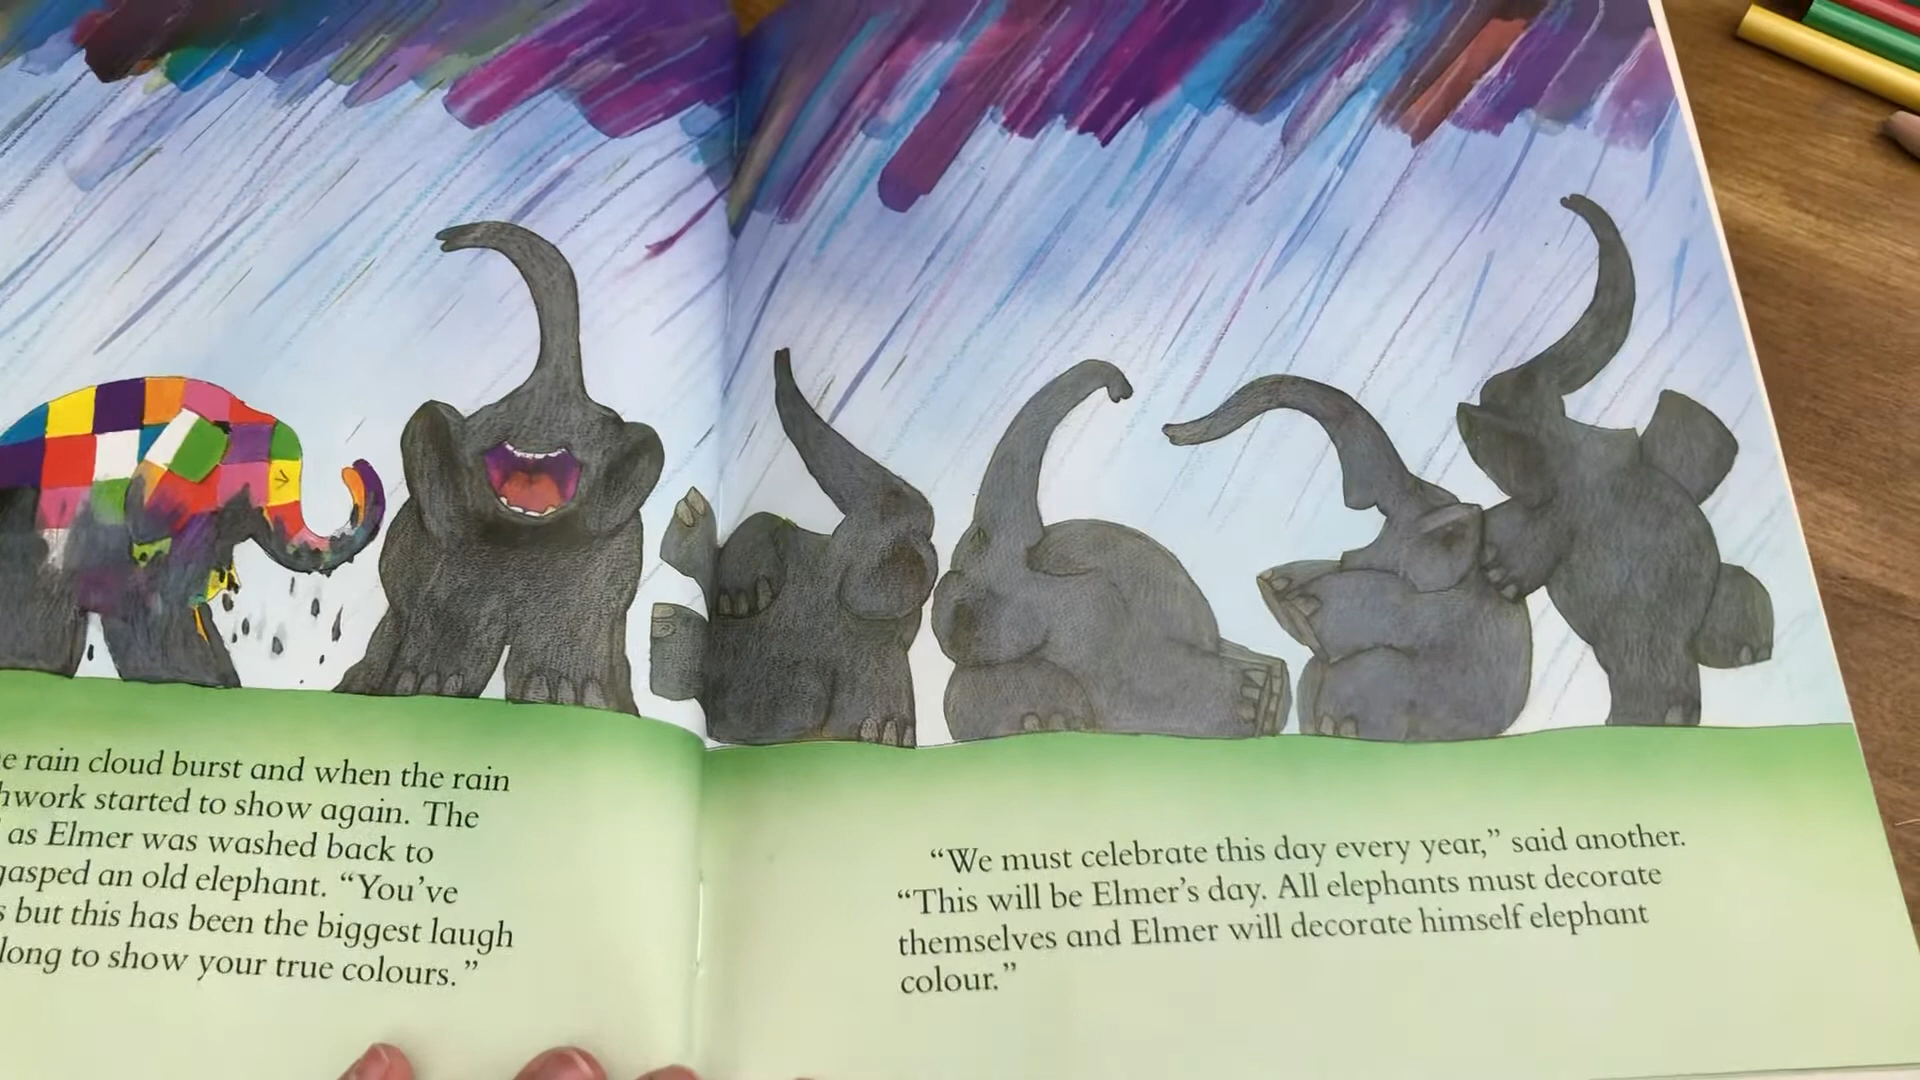 e rain cloud burst and when the rain
hwork started to show again. The
as Elmer was washed back to
gasped an old elephant. “You’ve
s but this has been the biggest laugh
long to show your true colours.”
“We must celebrate this day every year,” said another.
“This will be Elmer’s day. All elephants must decorate
themselves and Elmer will decorate himself elephant
colour.”